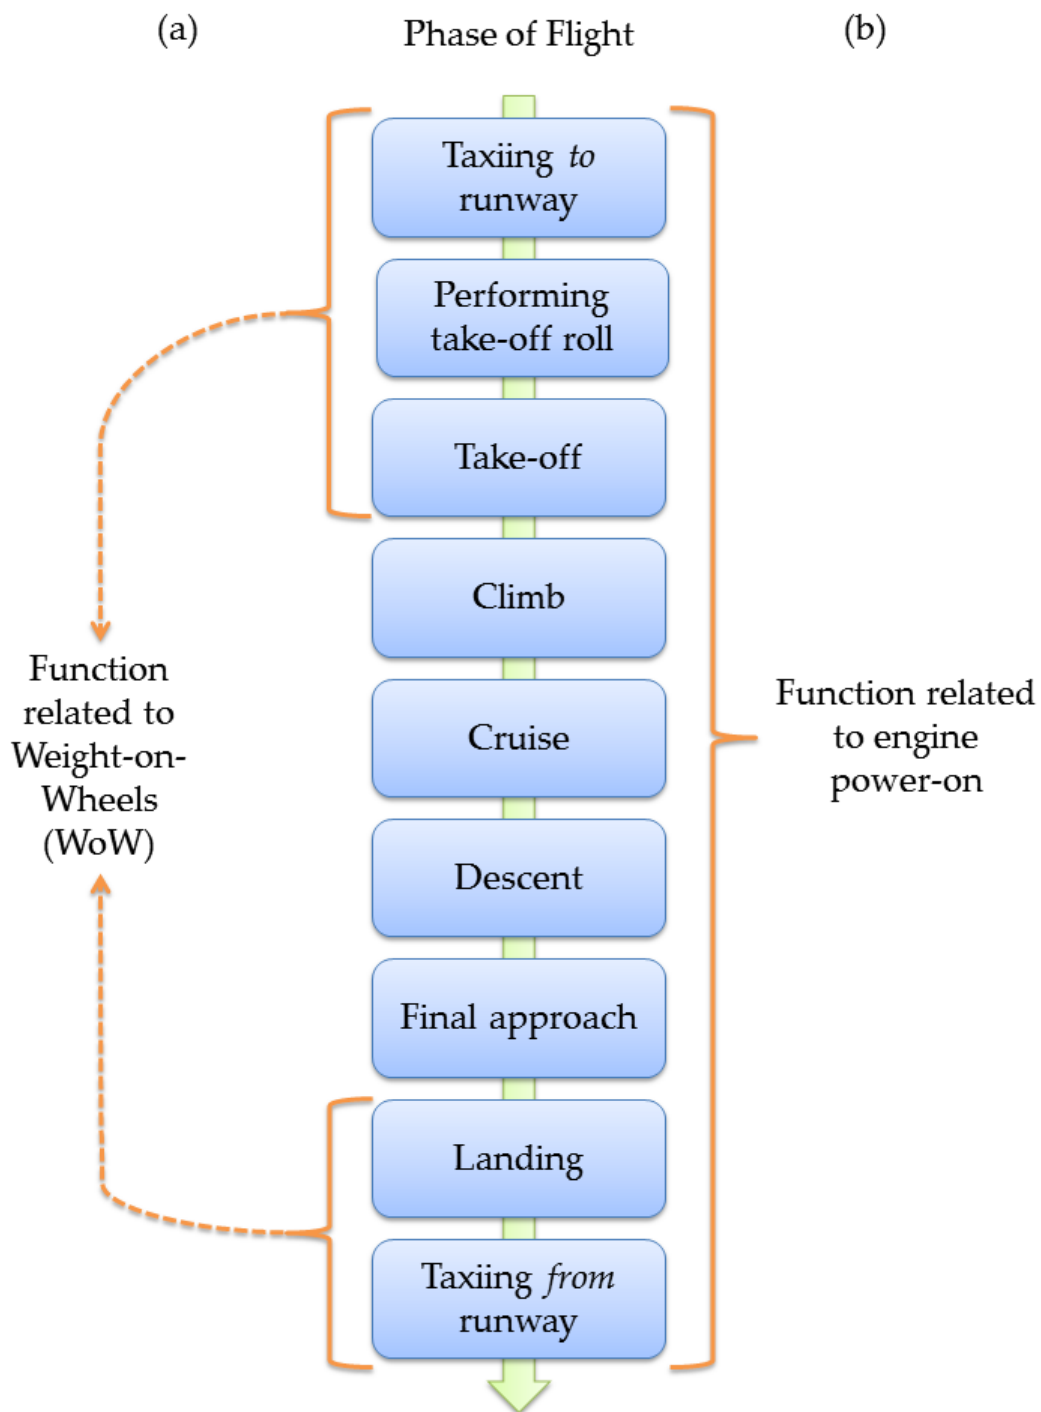 (a)
Phase of Flight
(b)
Taxiing to
runway
Performing
take-off roll
Take-off
Climb
Function
related to
Weight-on-
Wheels
(WoW)
Cruise
Function related
to engine
power-on
Descent
Final approach
Landing
Taxiing from
runway